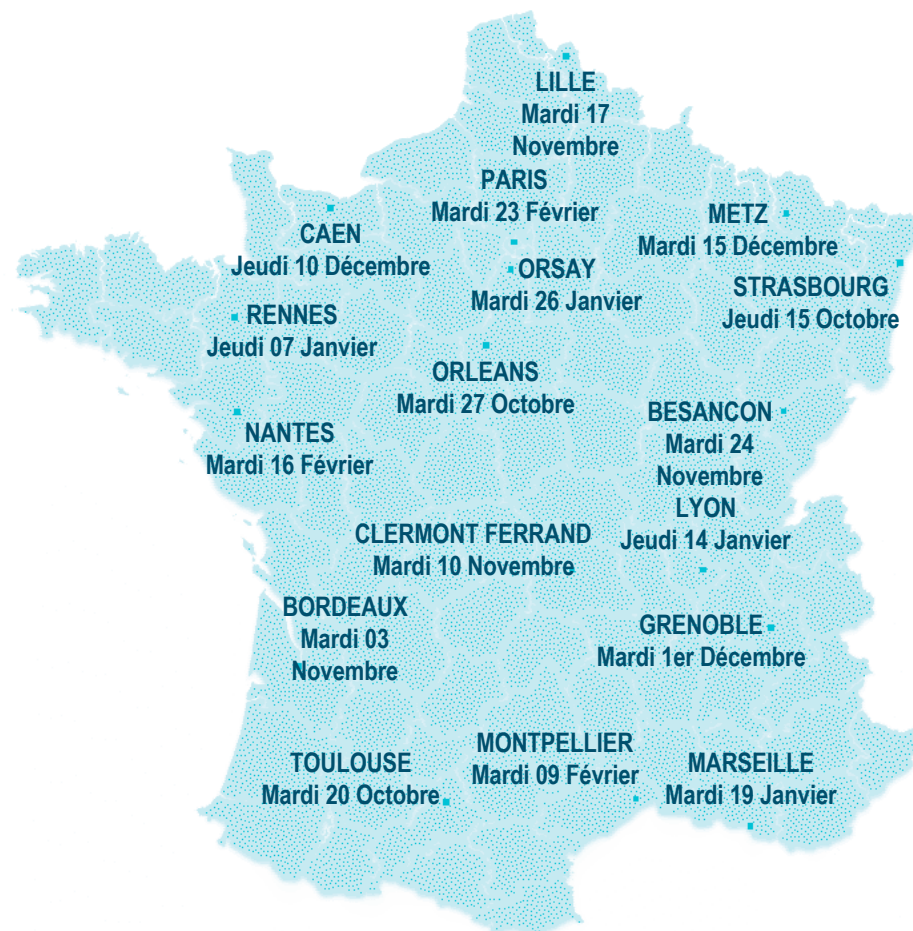 LILLE
Mardi 17
Novembre
PARIS
Mardi 23 Février
METZ
Mardi 15 Décembre
CAEN
Jeudi 10 Décembre
ORSAY
Mardi 26 Janvier
STRASBOURG
Jeudi 15 Octobre
RENNES
Jeudi 07 Janvier
ORLEANS
Mardi 27 Octobre
BESANCON
Mardi 24
Novembre
NANTES
Mardi 16 Février
LYON
Jeudi 14 Janvier
CLERMONT FERRAND
Mardi 10 Novembre
BORDEAUX
Mardi 03
Novembre
GRENOBLE
Mardi 1er Décembre
MONTPELLIER
Mardi 09 Février
TOULOUSE
Mardi 20 Octobre
MARSEILLE
Mardi 19 Janvier